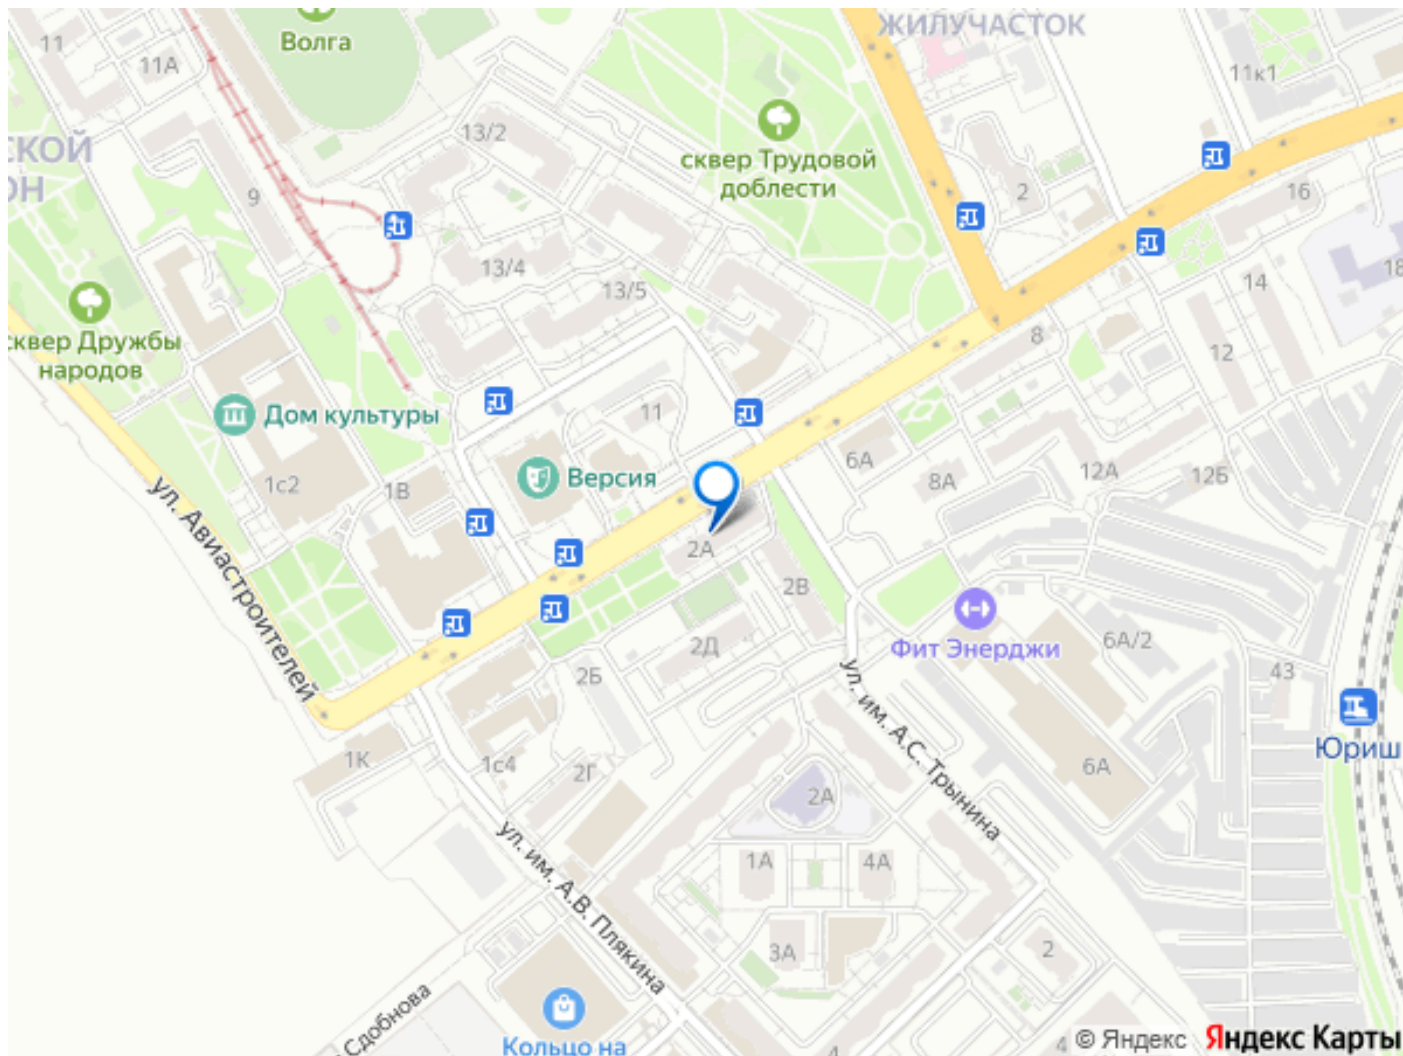 Волга
ЖИЛУЧАСТОК
11
11А
11к1
13/2
СКОЙ
ОН
сквер Трудовой
доблести
9
2
16
13/4
13/5
14
18
сквер Дружбы
народов
8
12
Дом культуры
11
6А
Версия
8А
12А
12Б
1с2
1В
ул. Авиастроителей
2А
2В
Фит Энерджи
2Д
6А/2
2Б
43
ул. им. А.С. Трынина
Юриш
1К
1с4
2Г
6А
2А
ул. им. А.В. Плякина
1А
4А
3А
2
Сдобнова
Кольцо на
4
4
© Яндекс Яндекс Карты